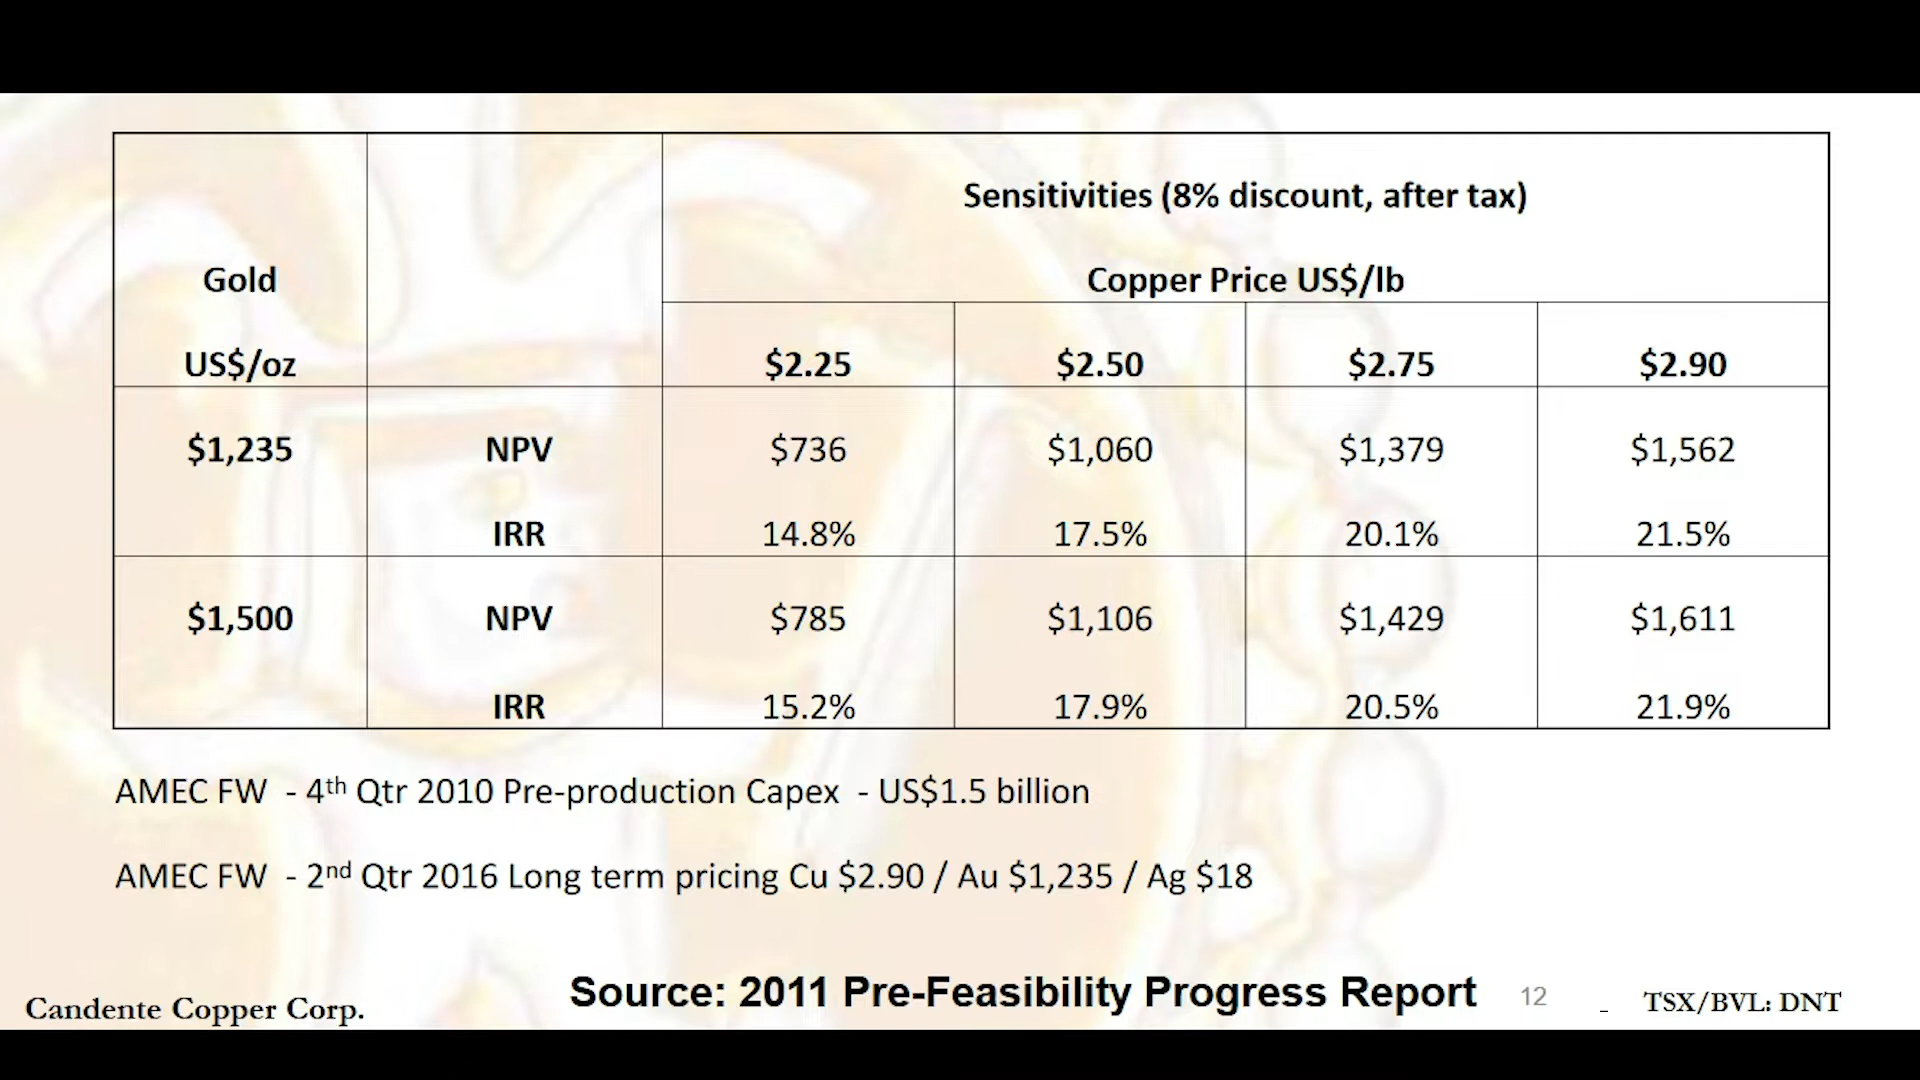 Sensitivities (8% discount, after tax)
Gold Copper Price US$/lb
US$/oz $2.25 $2.50 $2.75 $2.90
$1,235 NPV $736 $1,060 $1,379 $1,562
IRR 14.8% 17.5% 20.1% 21.5%
$1,500 NPV $785 $1,106 $1,429 $1,611
IRR 15.2% 17.9% 20.5% 21.9%
AMEC FW - 4th Qtr 2010 Pre-production Capex - US$1.5 billion
AMEC FW - 2nd Qtr 2016 Long term pricing Cu $2.90 / Au $1,235 / Ag $18
Candente Copper Corp. Source: 2011 Pre-Feasibility Progress Report 12 - TSX/BVL: DNT